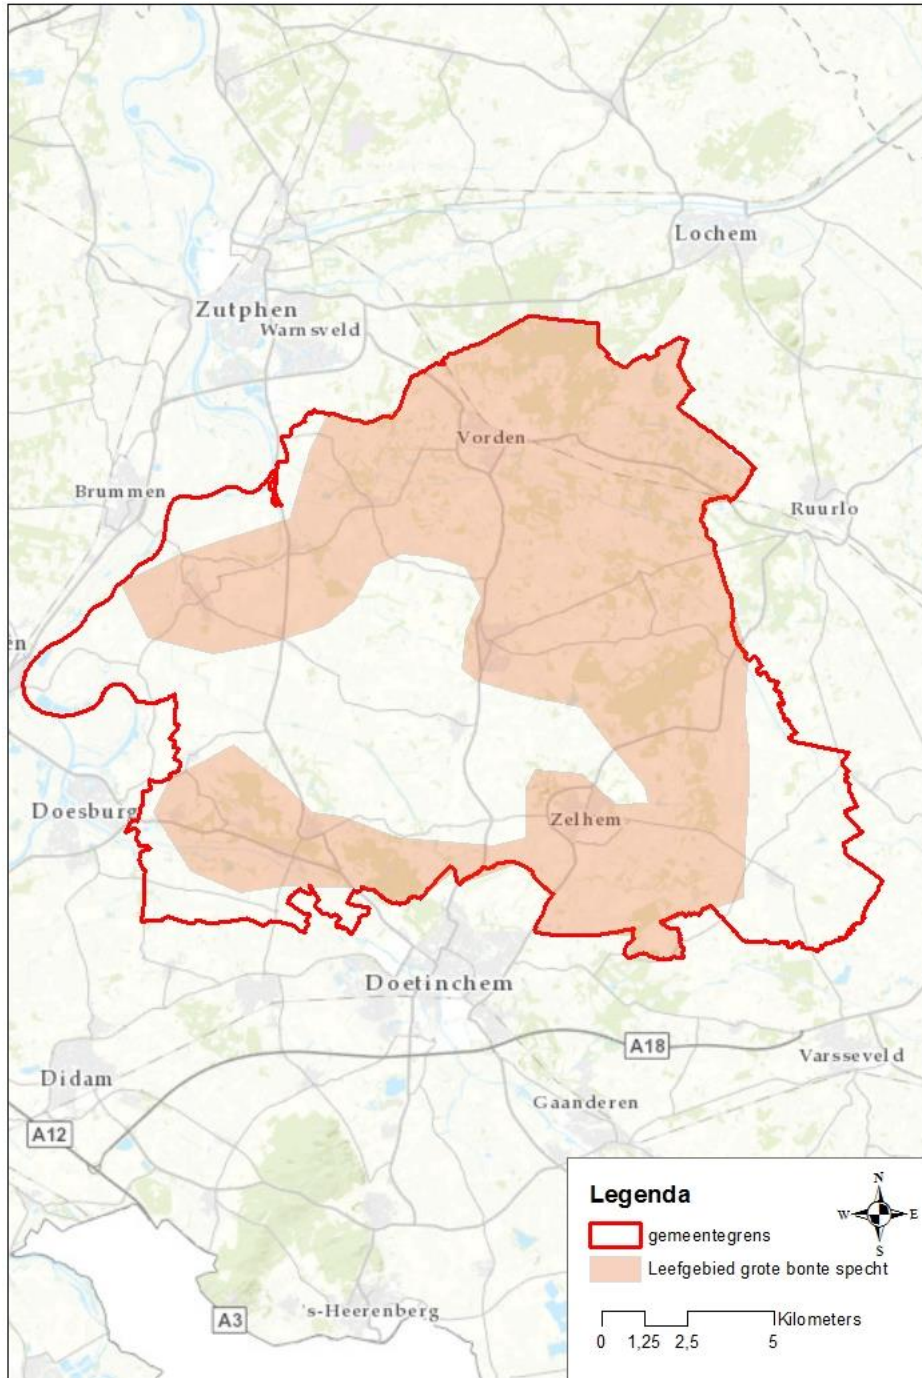 Lochem
Zutphen
Warnsveld
Vorden
Brummen
Ruurlo
én
Doesburg
Zelhem
Doetinchem
A18
Varsseveld
Didam
Gaanderen
A12
Legenda
N
W
E
S
gemeentegrens
Leefgebied grote bonte specht
Kilometers
0 1,25 2,5 5
A3
's-Heerenberg